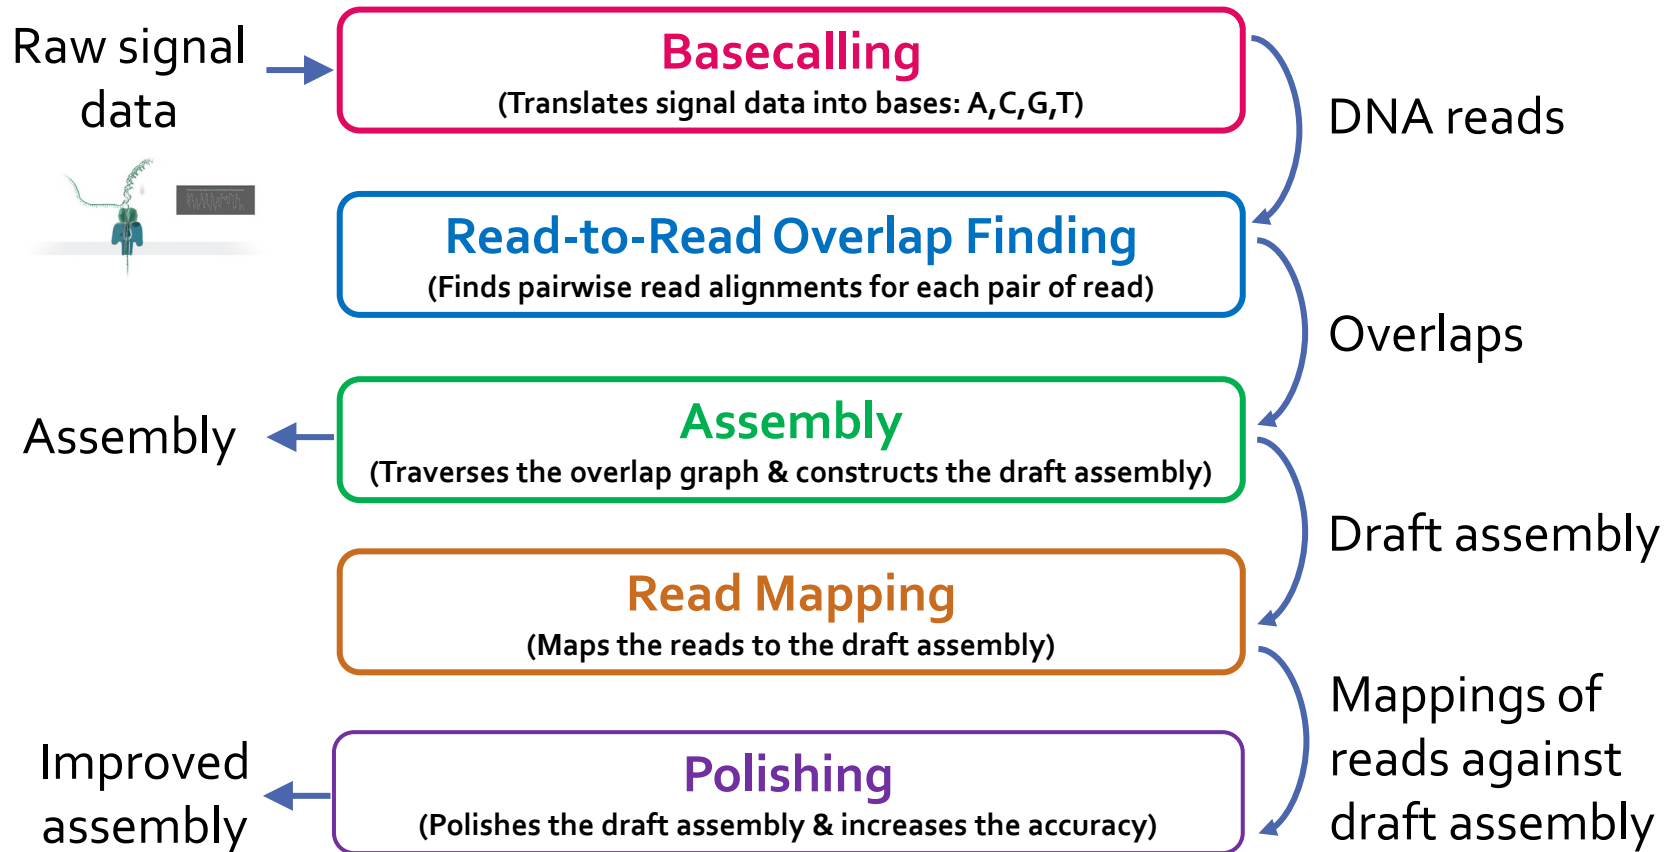 Raw signal
data
Basecalling
(Translates signal data into bases: A,C,G,T)
DNA reads
Read-to-Read Overlap Finding
(Finds pairwise read alignments for each pair of read)
Overlaps
Assembly
Assembly
(Traverses the overlap graph & constructs the draft assembly)
Draft assembly
Read Mapping
(Maps the reads to the draft assembly)
Mappings of
reads against
draft assembly
Improved
assembly
Polishing
(Polishes the draft assembly & increases the accuracy)